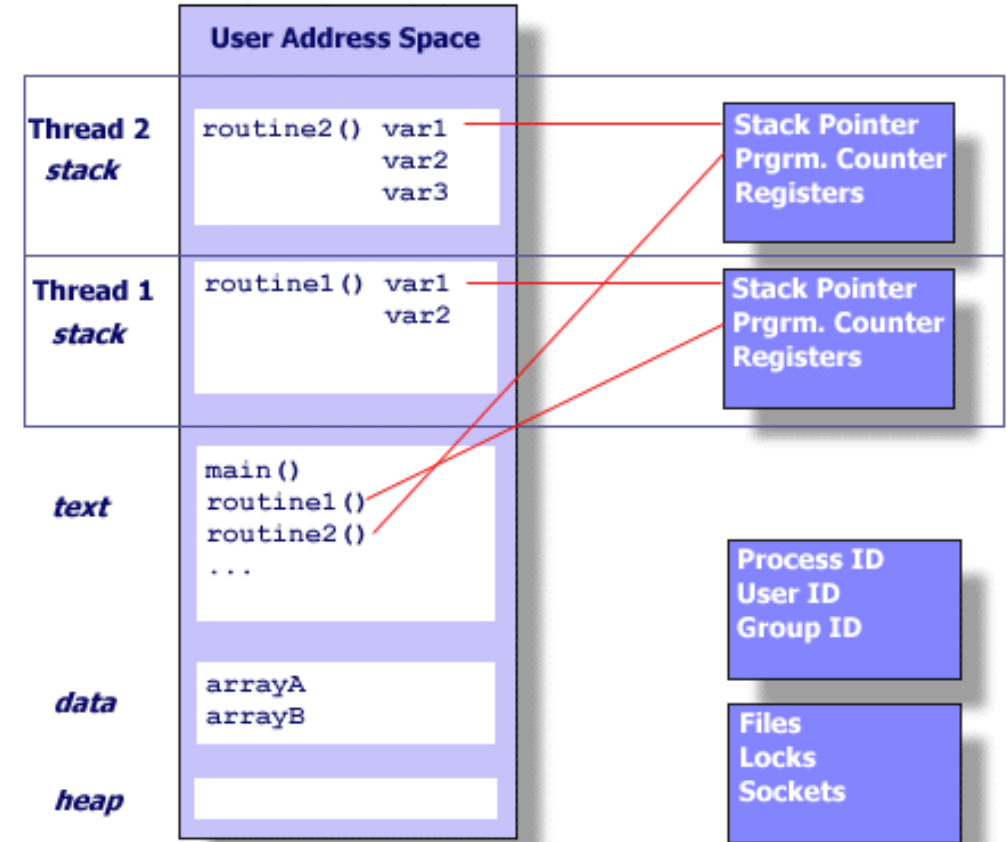 User Address Space
Thread 2
stack
routine2() var1
var2
var3
Stack Pointer
Prgrm. Counter
Registers
Thread 1
stack
routine1() var1
var2
Stack Pointer
Prgrm. Counter
Registers
text
main()
routine1()
routine2()
...
Process ID
User ID
Group ID
data
arrayA
arrayB
Files
Locks
Sockets
heap